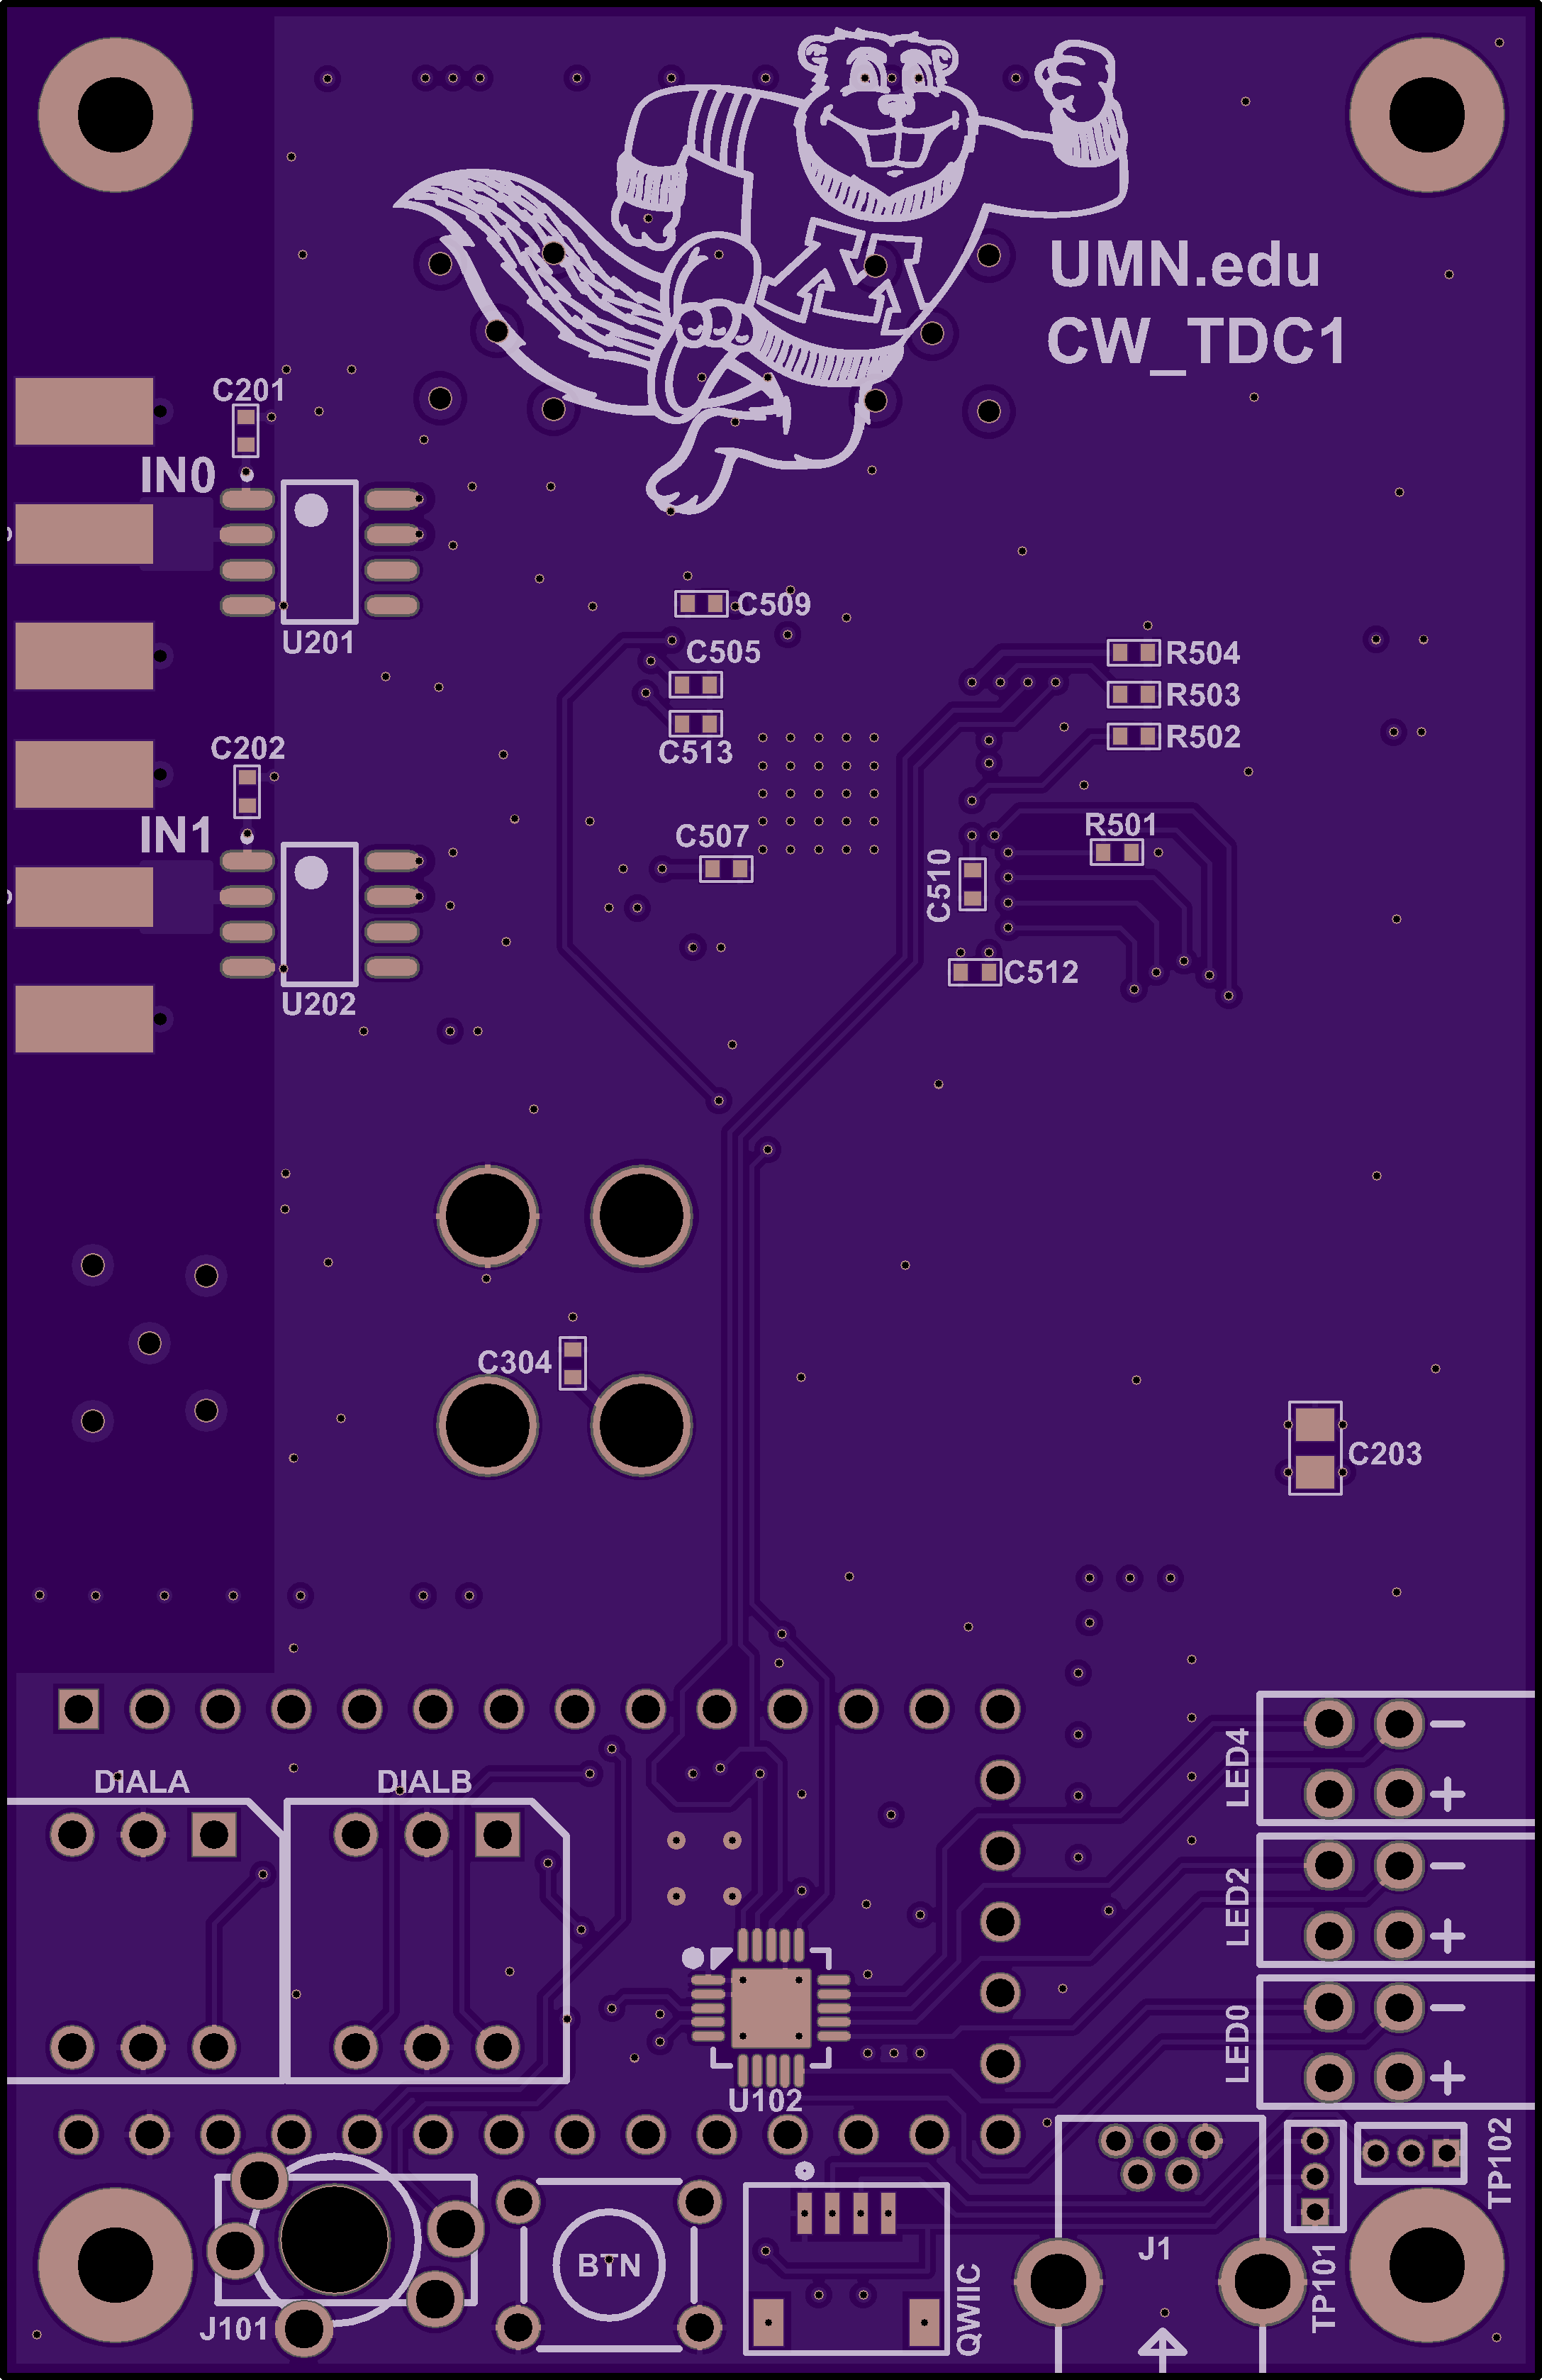 UMN.edu
CW_TDC1
C201
IN0
U201
C509
C505
R504
R503
C513
R502
C202
IN1
C507
R501
C510
C512
U202
C304
C203
LED4
DIALA
DIALB
−
+
LED2
−
+
LED0
−
+
U102
TP102
BTN
J1
J101
QWIIC
TP101